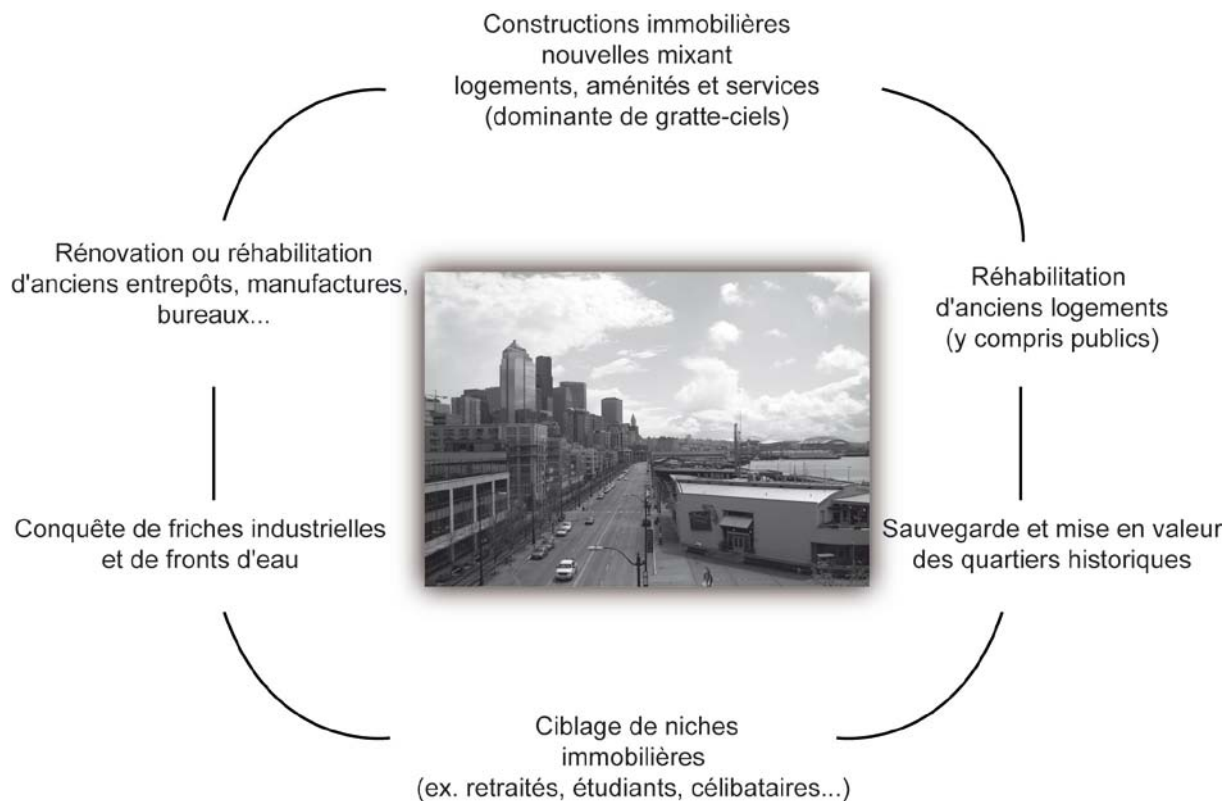 Constructions immobilières
nouvelles mixant
logements, aménités et services
(dominante de gratte-ciels)
Rénovation ou réhabilitation
d'anciens entrepôts, manufactures,
bureaux...
Réhabilitation
d'anciens logements
(y compris publics)
Conquête de friches industrielles
et de fronts d'eau
Sauvegarde et mise en valeur
des quartiers historiques
Ciblage de niches
immobilières
(ex. retraités, étudiants, célibataires...)